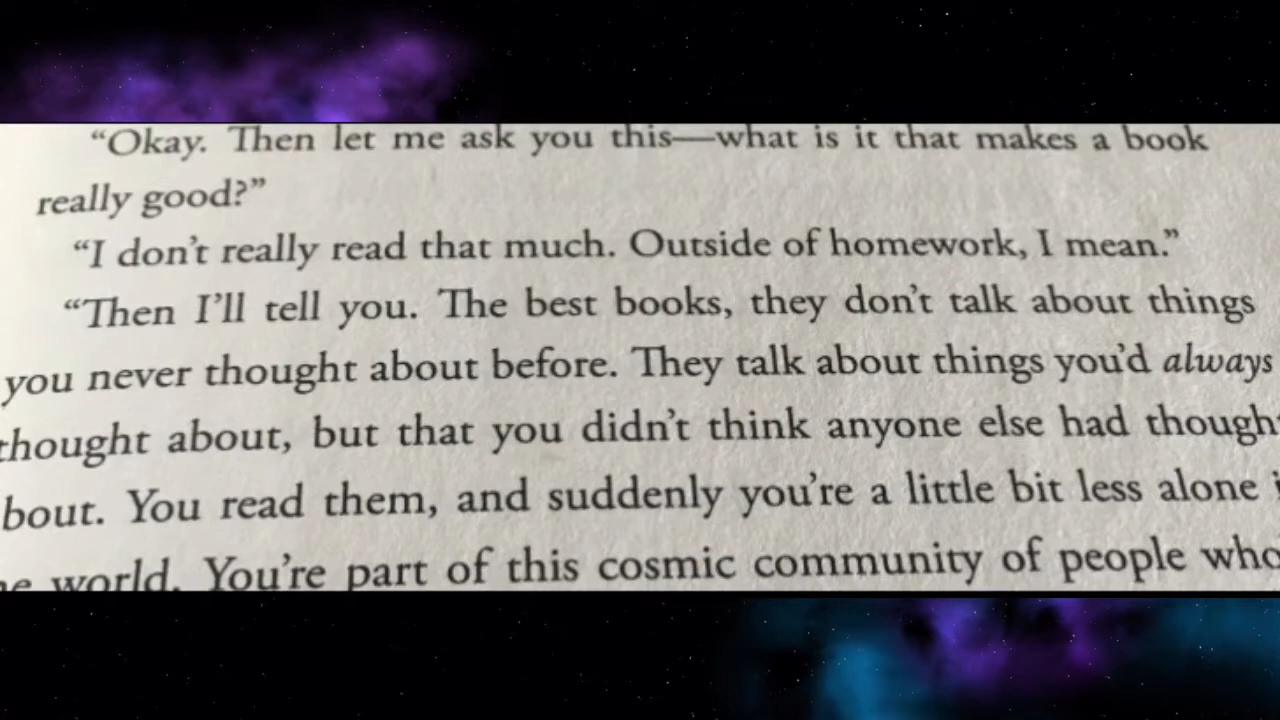 “Okay. Then let me ask you this—what is it that makes a book
really good?”
“I don’t really read that much. Outside of homework, I mean.”
“Then I’ll tell you. The best books, they don’t talk about things
you never thought about before. They talk about things you’d always
thought about, but that you didn’t think anyone else had though
bout. You read them, and suddenly you’re a little bit less alone i
he world. You’re part of this cosmic community of people who